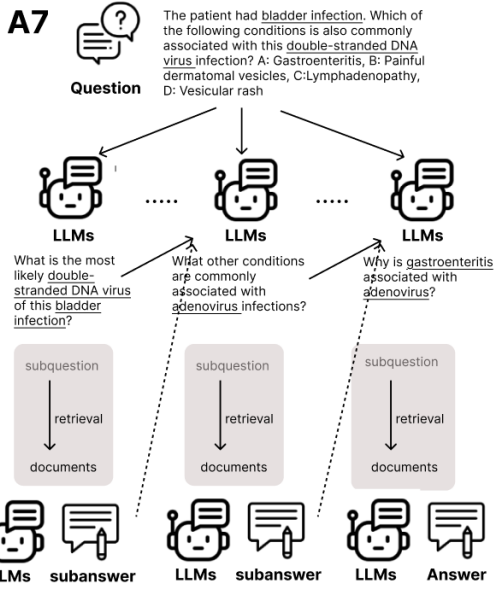 A7
?
The patient had bladder infection. Which of
the following conditions is also commonly
associated with this double-stranded DNA
virus infection? A: Gastroenteritis, B: Painful
dermatomal vesicles, C:Lymphadenopathy,
D: Vesicular rash
Question
LLMs
.....
LLMs
.....
LLMs
What is the most
likely double-
stranded DNA virus
of this bladder
infection?
What other conditions
are commonly
associated with
adenovirus infections?
Why is gastroenteritis
associated with
adenovirus?
subquestion
retrieval
documents
subquestion
retrieval
documents
subquestion
retrieval
documents
LMs
subanswer
LLMs
subanswer
LLMs
Answer